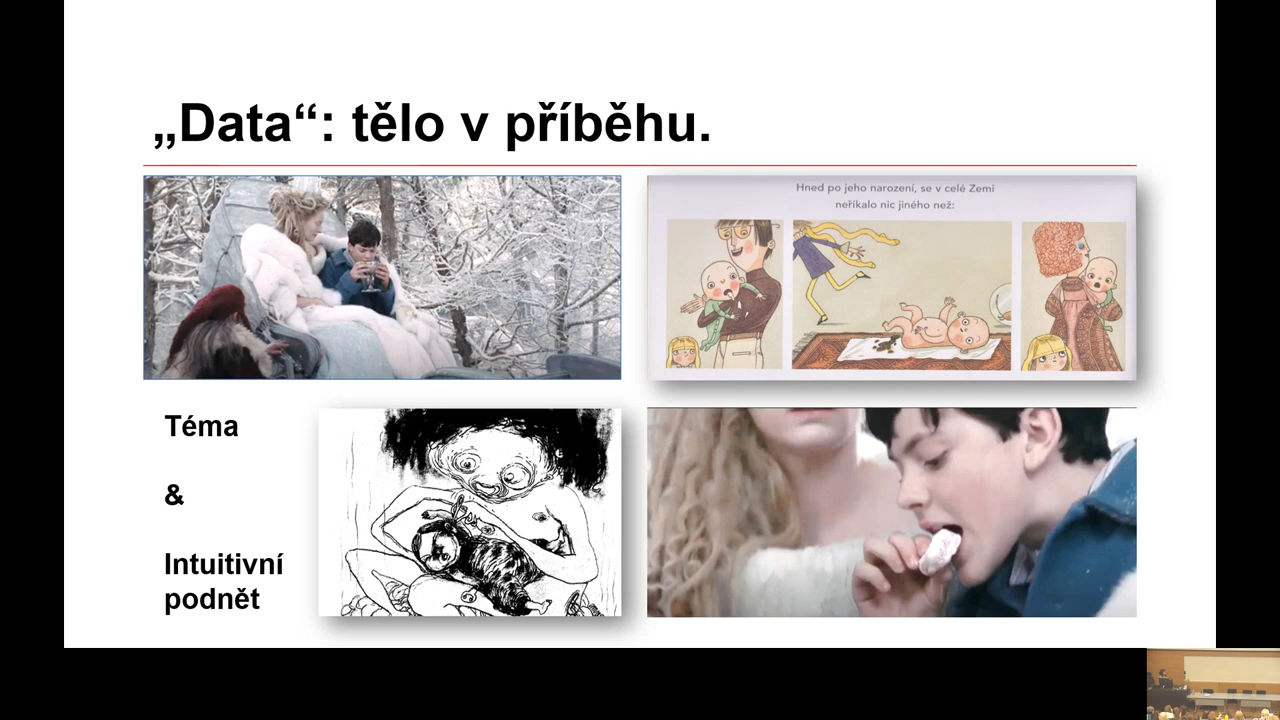 „Data“: tělo v příběhu.
Hned po jeho narození, se v celé Zemi
neříkalo nic jiného než:
Téma
&
Intuitivní
podnět